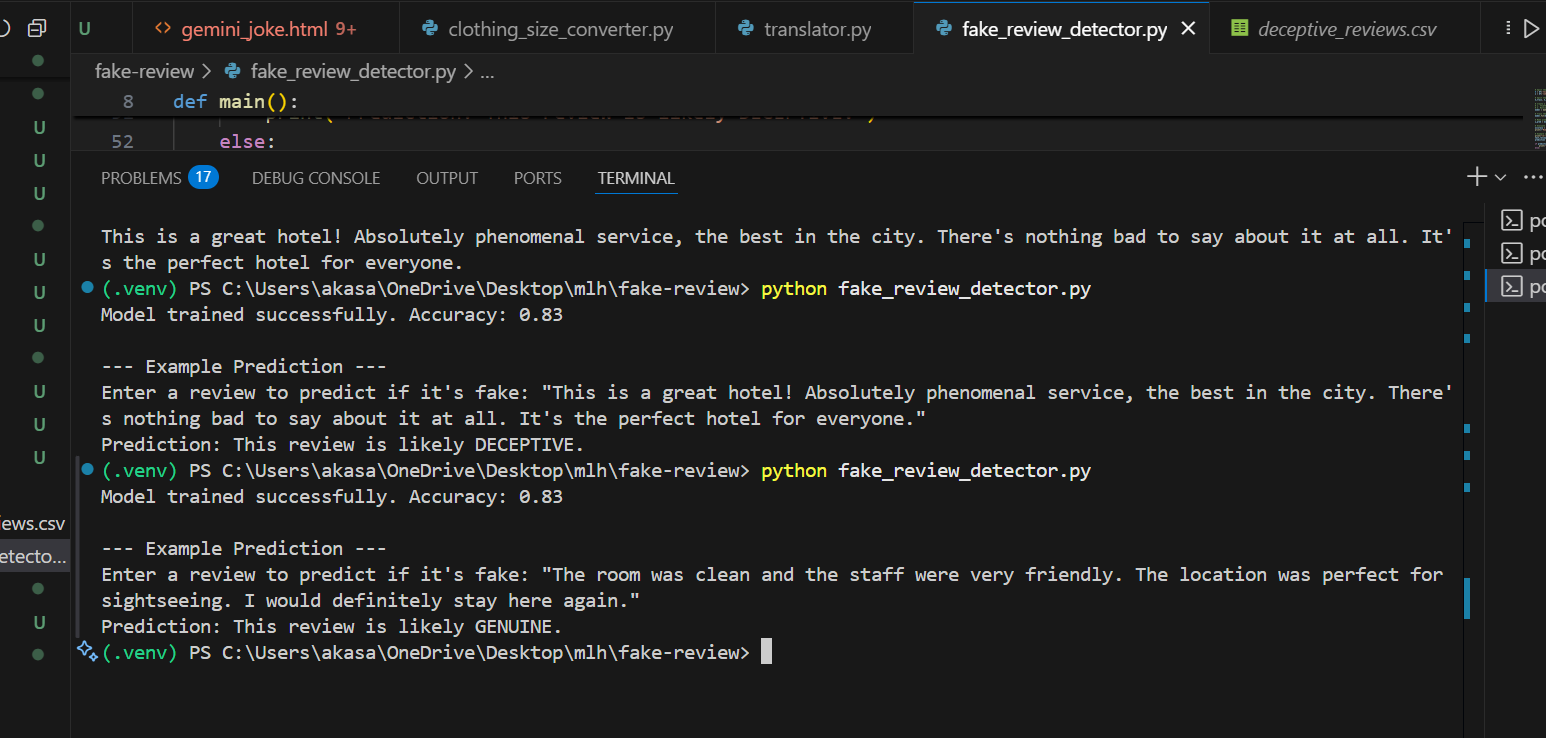 U
gemini_joke.html 9+
clothing_size_converter.py
translator.py
fake_review_detector.py
deceptive_reviews.csv
fake-review > fake_review_detector.py > ...
8 def main():
52 else:
PROBLEMS 17 DEBUG CONSOLE OUTPUT PORTS TERMINAL
This is a great hotel! Absolutely phenomenal service, the best in the city. There's nothing bad to say about it at all. It'
s the perfect hotel for everyone.
(.venv) PS C:\Users\akasa\OneDrive\Desktop\mlh\fake-review> python fake_review_detector.py
Model trained successfully. Accuracy: 0.83
--- Example Prediction ---
Enter a review to predict if it's fake: "This is a great hotel! Absolutely phenomenal service, the best in the city. There'
s nothing bad to say about it at all. It's the perfect hotel for everyone."
Prediction: This review is likely DECEPTIVE.
(.venv) PS C:\Users\akasa\OneDrive\Desktop\mlh\fake-review> python fake_review_detector.py
Model trained successfully. Accuracy: 0.83
--- Example Prediction ---
Enter a review to predict if it's fake: "The room was clean and the staff were very friendly. The location was perfect for
sightseeing. I would definitely stay here again."
Prediction: This review is likely GENUINE.
(.venv) PS C:\Users\akasa\OneDrive\Desktop\mlh\fake-review>
U
U
U
U
U
U
U
U
U
iews.csv
etecto...
U
po
po
po